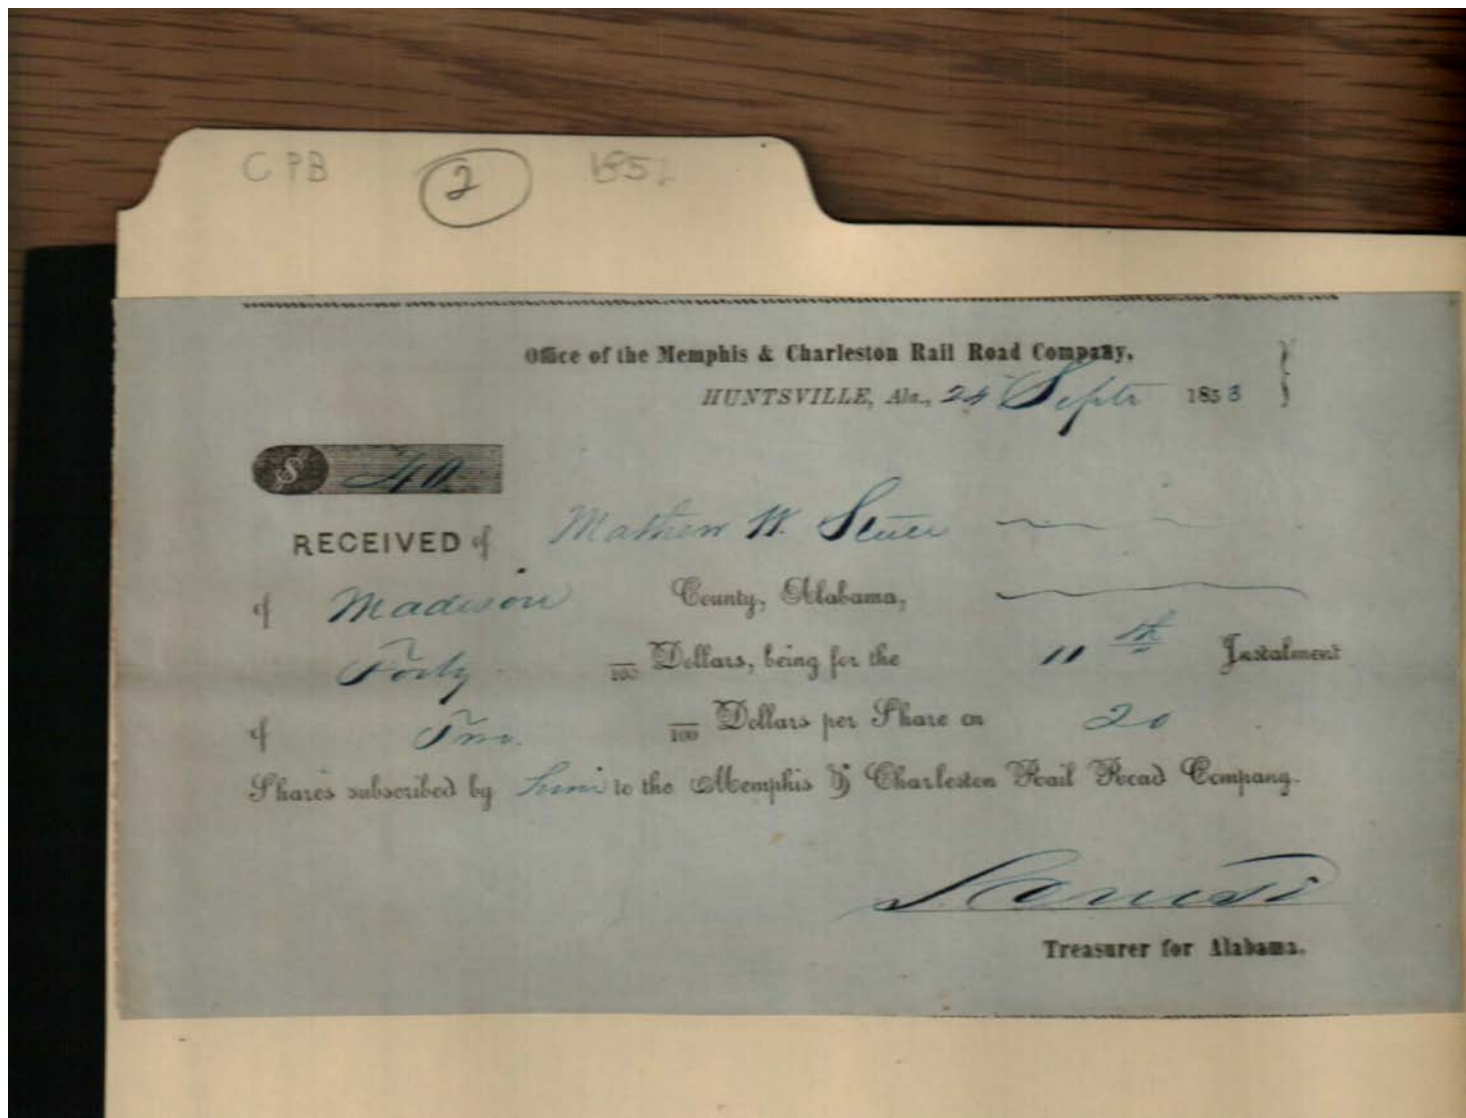 CPB 2 185
Office of the Memphis & Charleston Rail Road Company,
HUNTSVILLE, Ala., 24 Septr 1853
$ 40
RECEIVED of Mathew W. Steele
of Madison County, Alabama,
Forty /100 Dollars, being for the 11th Instalment
of Two /100 Dollars per Share on 20
Shares subscribed by him to the Memphis & Charleston Rail Road Company.
Treasurer for Alabama.